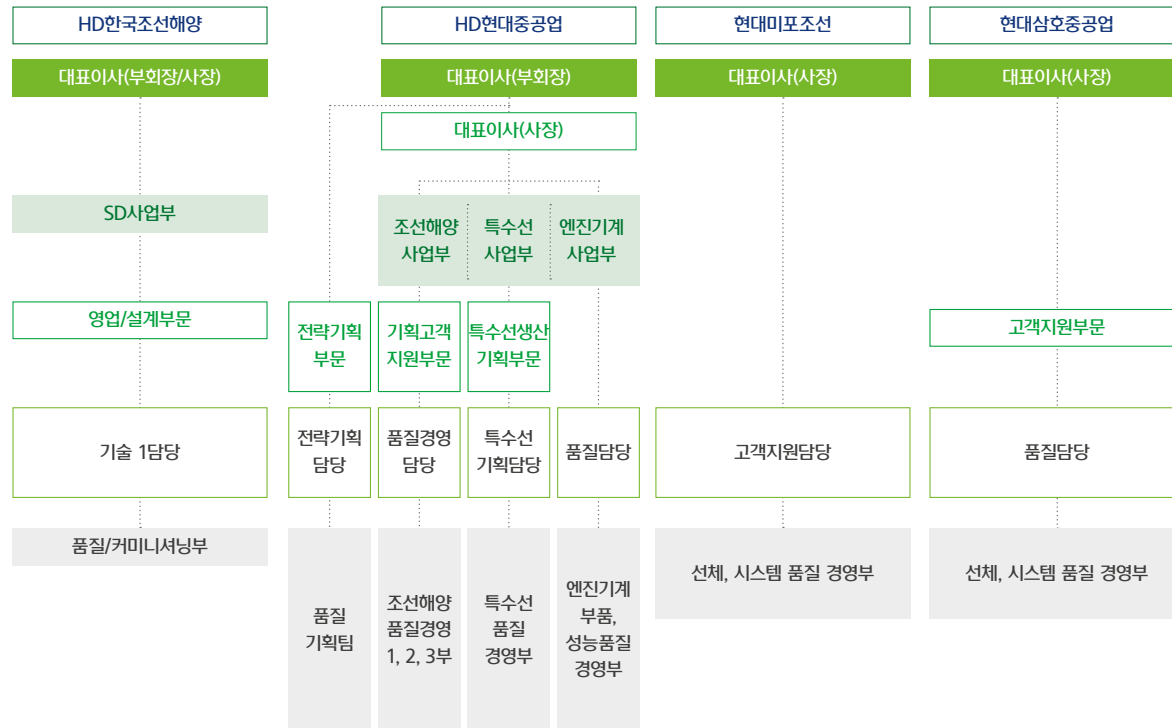 HD한국조선해양
HD현대중공업
현대미포조선
현대삼호중공업
대표이사(부회장/사장)
대표이사(부회장)
대표이사(사장)
대표이사(사장)
대표이사(사장)
SD사업부
조선해양
사업부
특수선
사업부
엔진기계
사업부
영업/설계부문
전략기획
부문
기획고객
지원부문
특수선생산
기획부문
고객지원부문
기술 1담당
전략기획
담당
품질경영
담당
특수선
기획담당
품질담당
고객지원담당
품질담당
품질/커미니셔닝부
품질
기획팀
조선해양
품질경영
1, 2, 3부
특수선
품질
경영부
엔진기계
부품,
성능품질
경영부
선체, 시스템 품질 경영부
선체, 시스템 품질 경영부